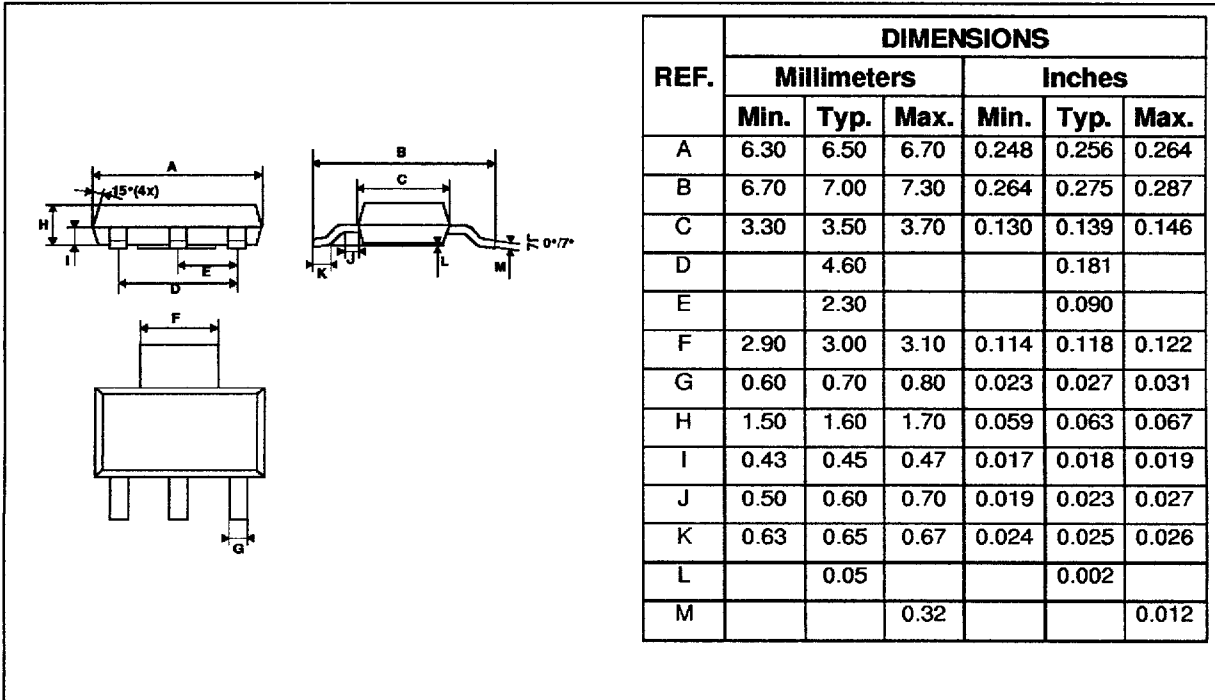 A
15°(4x)
H
I
E
D
B
C
K
J
L
M
0°/7°
F
G
DIMENSIONS
REF. Millimeters Inches
Min. Typ. Max. Min. Typ. Max.
A 6.30 6.50 6.70 0.248 0.256 0.264
B 6.70 7.00 7.30 0.264 0.275 0.287
C 3.30 3.50 3.70 0.130 0.139 0.146
D 4.60 0.181
E 2.30 0.090
F 2.90 3.00 3.10 0.114 0.118 0.122
G 0.60 0.70 0.80 0.023 0.027 0.031
H 1.50 1.60 1.70 0.059 0.063 0.067
I 0.43 0.45 0.47 0.017 0.018 0.019
J 0.50 0.60 0.70 0.019 0.023 0.027
K 0.63 0.65 0.67 0.024 0.025 0.026
L 0.05 0.002
M 0.32 0.012